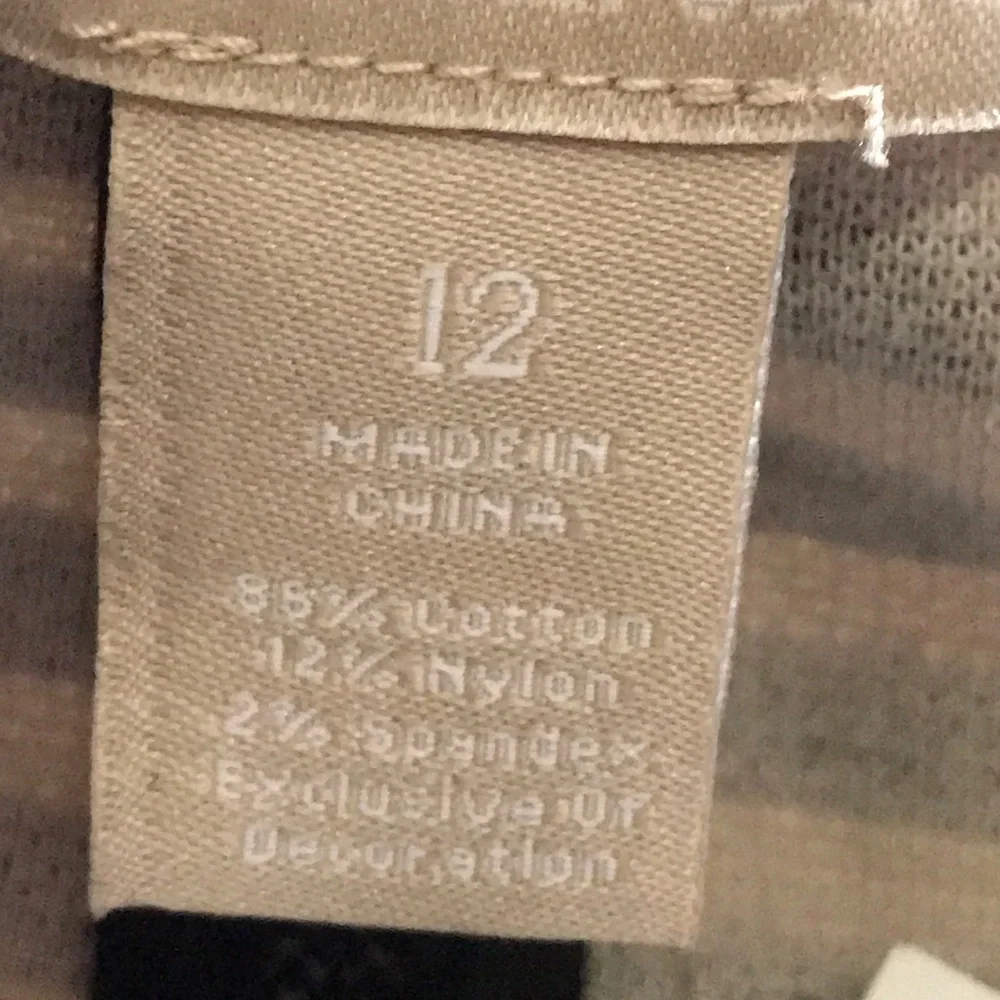 12
MADE IN
CHINA
86% Cotton
12% Nylon
2% Spandex
Exclusive Of
Decoration